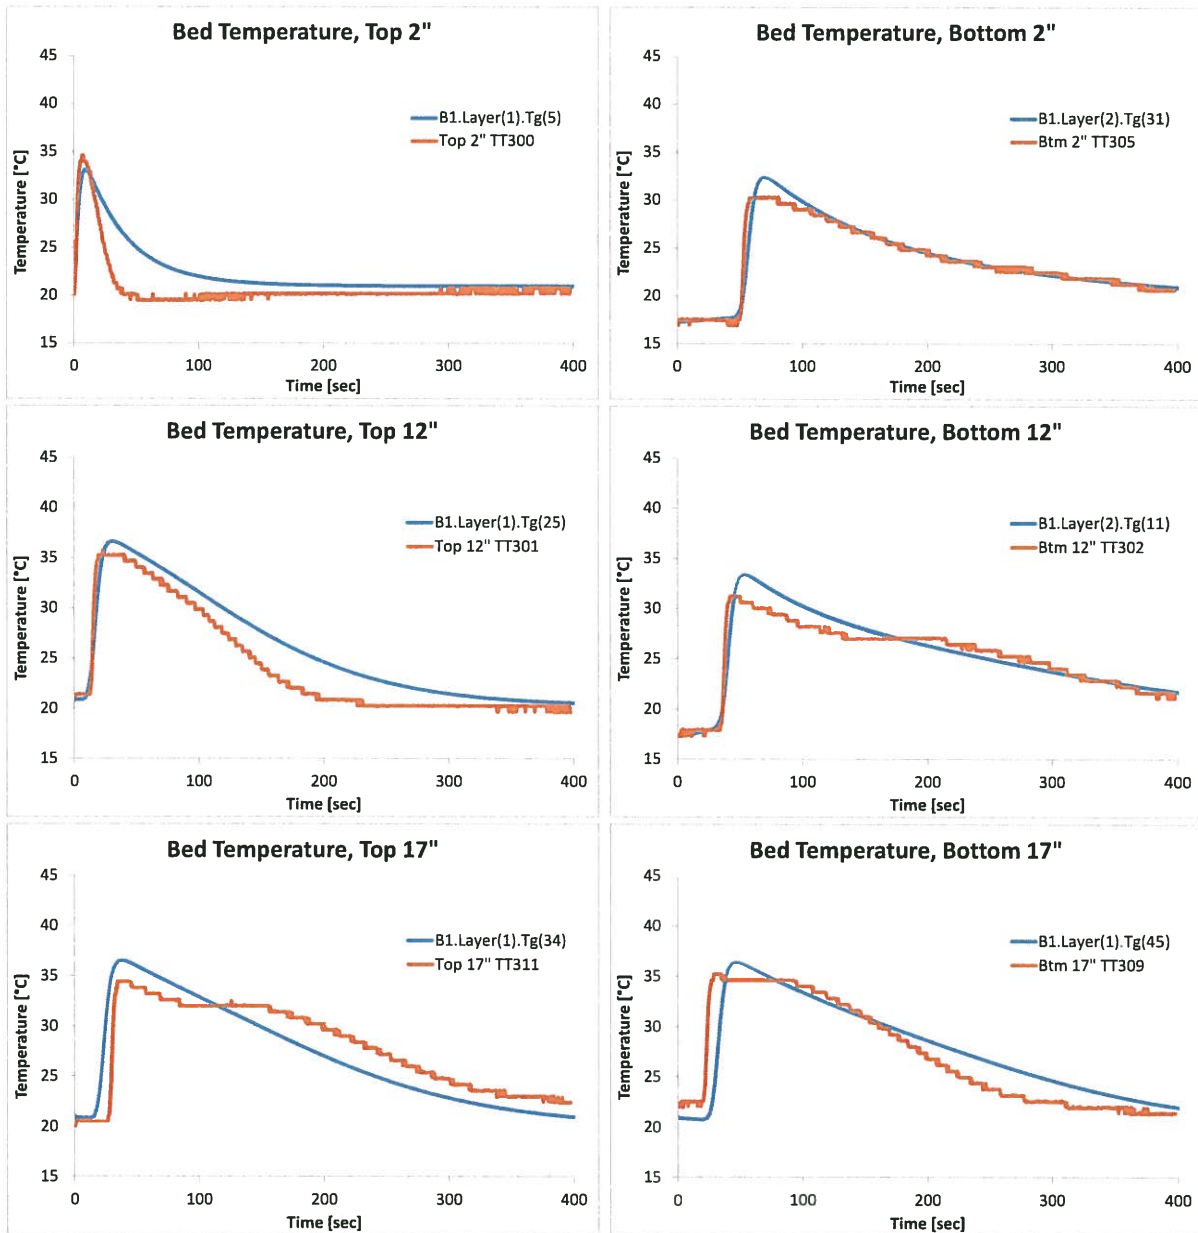 Bed Temperature, Top 2"
45
40
35
30
25
20
15
Temperature [°C]
B1.Layer(1).Tg(5)
Top 2" TT300
0 100 200 300 400
Time [sec]
Bed Temperature, Bottom 2"
45
40
35
30
25
20
15
Temperature [°C]
B1.Layer(2).Tg(31)
Btm 2" TT305
0 100 200 300 400
Time [sec]
Bed Temperature, Top 12"
45
40
35
30
25
20
15
Temperature [°C]
B1.Layer(1).Tg(25)
Top 12" TT301
0 100 200 300 400
Time [sec]
Bed Temperature, Bottom 12"
45
40
35
30
25
20
15
Temperature [°C]
B1.Layer(2).Tg(11)
Btm 12" TT302
0 100 200 300 400
Time [sec]
Bed Temperature, Top 17"
45
40
35
30
25
20
15
Temperature [°C]
B1.Layer(1).Tg(34)
Top 17" TT311
0 100 200 300 400
Time [sec]
Bed Temperature, Bottom 17"
45
40
35
30
25
20
15
Temperature [°C]
B1.Layer(1).Tg(45)
Btm 17" TT309
0 100 200 300 400
Time [sec]